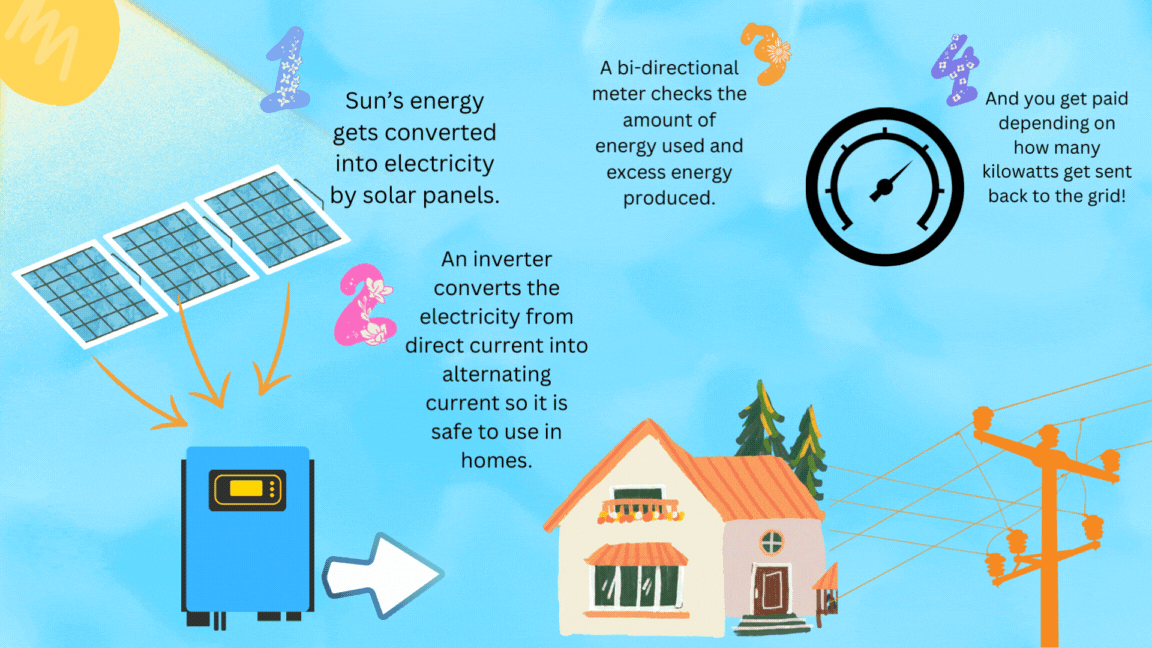 1
Sun’s energy
gets converted
into electricity
by solar panels.
2
An inverter
converts the
electricity from
direct current into
alternating
current so it is
safe to use in
homes.
3
A bi-directional
meter checks the
amount of
energy used and
excess energy
produced.
4
And you get paid
depending on
how many
kilowatts get sent
back to the grid!